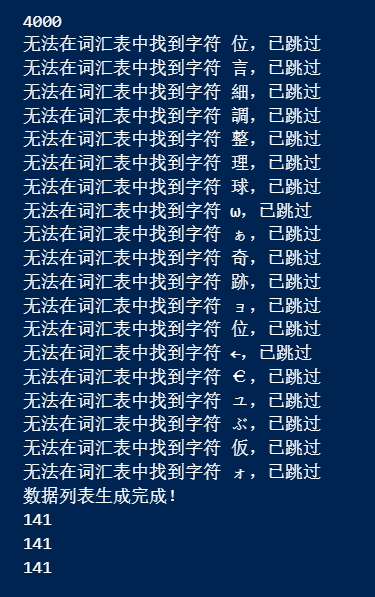 4000
无法在词汇表中找到字符 位，已跳过
无法在词汇表中找到字符 言，已跳过
无法在词汇表中找到字符 細，已跳过
无法在词汇表中找到字符 調，已跳过
无法在词汇表中找到字符 整，已跳过
无法在词汇表中找到字符 理，已跳过
无法在词汇表中找到字符 球，已跳过
无法在词汇表中找到字符 ω，已跳过
无法在词汇表中找到字符 ぁ，已跳过
无法在词汇表中找到字符 奇，已跳过
无法在词汇表中找到字符 跡，已跳过
无法在词汇表中找到字符 ョ，已跳过
无法在词汇表中找到字符 位，已跳过
无法在词汇表中找到字符 ←，已跳过
无法在词汇表中找到字符 €，已跳过
无法在词汇表中找到字符 ュ，已跳过
无法在词汇表中找到字符 ぶ，已跳过
无法在词汇表中找到字符 仮，已跳过
无法在词汇表中找到字符 ォ，已跳过
数据列表生成完成！
141
141
141